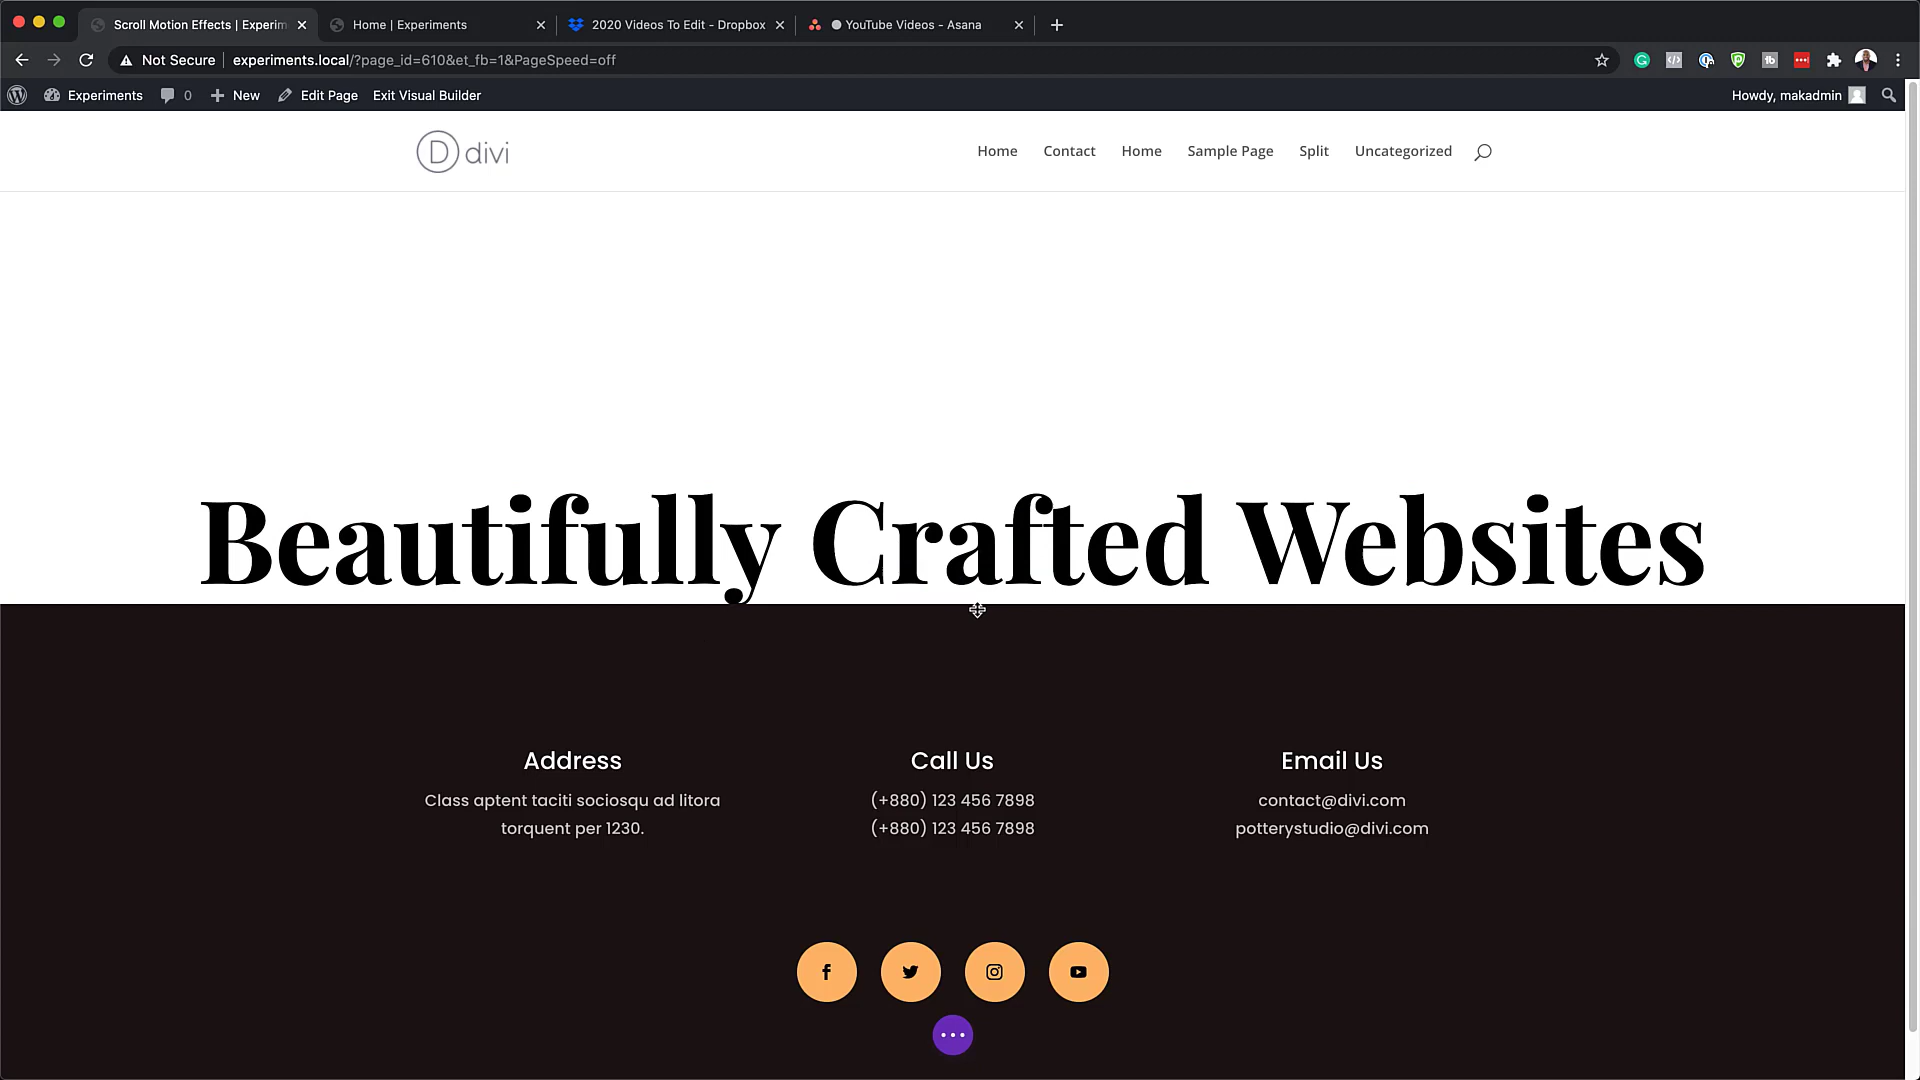 Scroll Motion Effects | Experim
Home | Experiments
2020 Videos To Edit - Dropbox
YouTube Videos - Asana
Not Secure
experiments.local/?page_id=610&et_fb=1&PageSpeed=off
Experiments
0
New
Edit Page
Exit Visual Builder
Howdy, makadmin
D divi
Home
Contact
Home
Sample Page
Split
Uncategorized
Beautifully Crafted Websites
Address
Call Us
Email Us
Class aptent taciti sociosqu ad litora
(+880) 123 456 7898
contact@divi.com
torquent per 1230.
(+880) 123 456 7898
potterystudio@divi.com